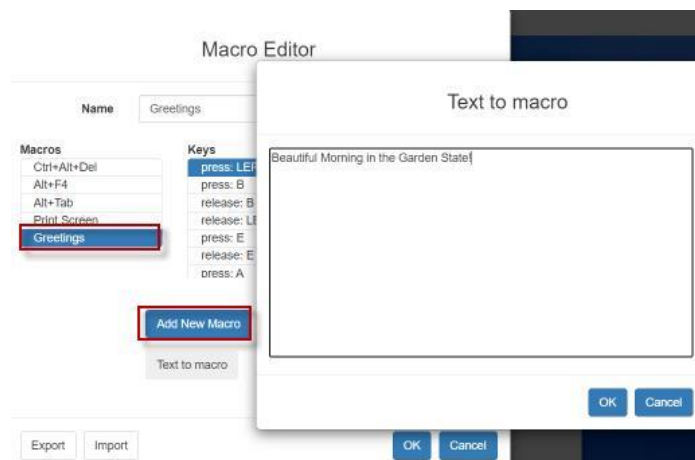 Macro Editor
Name
Greetings
Macros
Ctrl+Alt+Del
Alt+F4
Alt+Tab
Print Screen
Greetings
Keys
press: B
release: B
press: E
release: E
press: A
Add New Macro
Text to macro
Export
Import
OK
Cancel
Text to macro
Beautiful Morning in the Garden State!
OK
Cancel